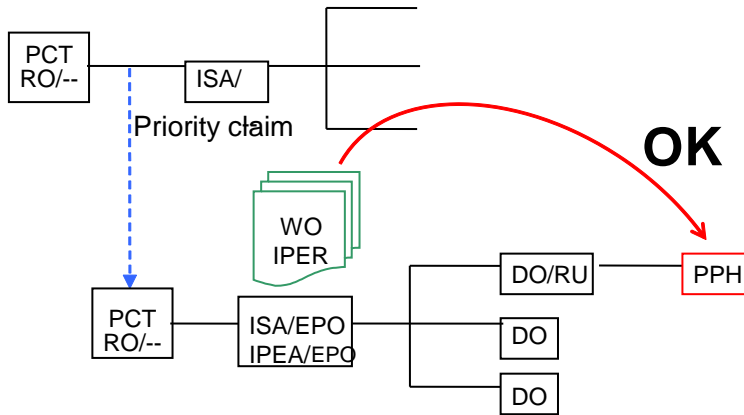 PCT
RO/--
ISA/
Priority claim
OK
WO
IPER
DO/RU
PPH
PCT
RO/--
ISA/EPO
IPEA/EPO
DO
DO